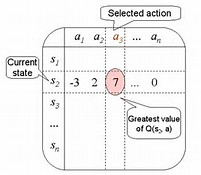 Selected action
a1 a2 a3 ... an
Current
state
s1
s2 -3 2 7 ... 0
s3
...
sn
Greatest value
of Q(s2, a)